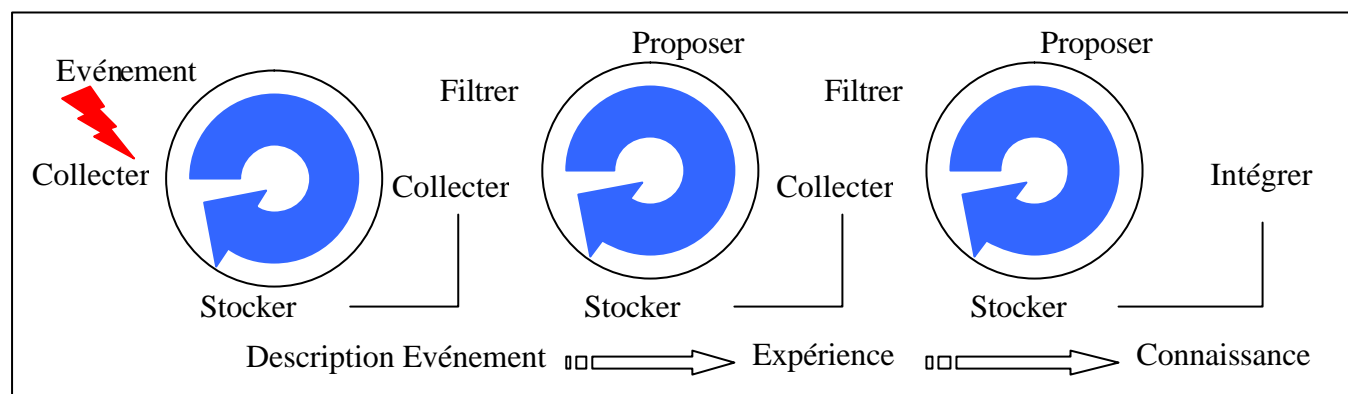 Proposer
Proposer
Evénement
Filtrer
Filtrer
Collecter
Collecter
Collecter
Intégrer
Stocker
Stocker
Stocker
Description Evénement
Expérience
Connaissance